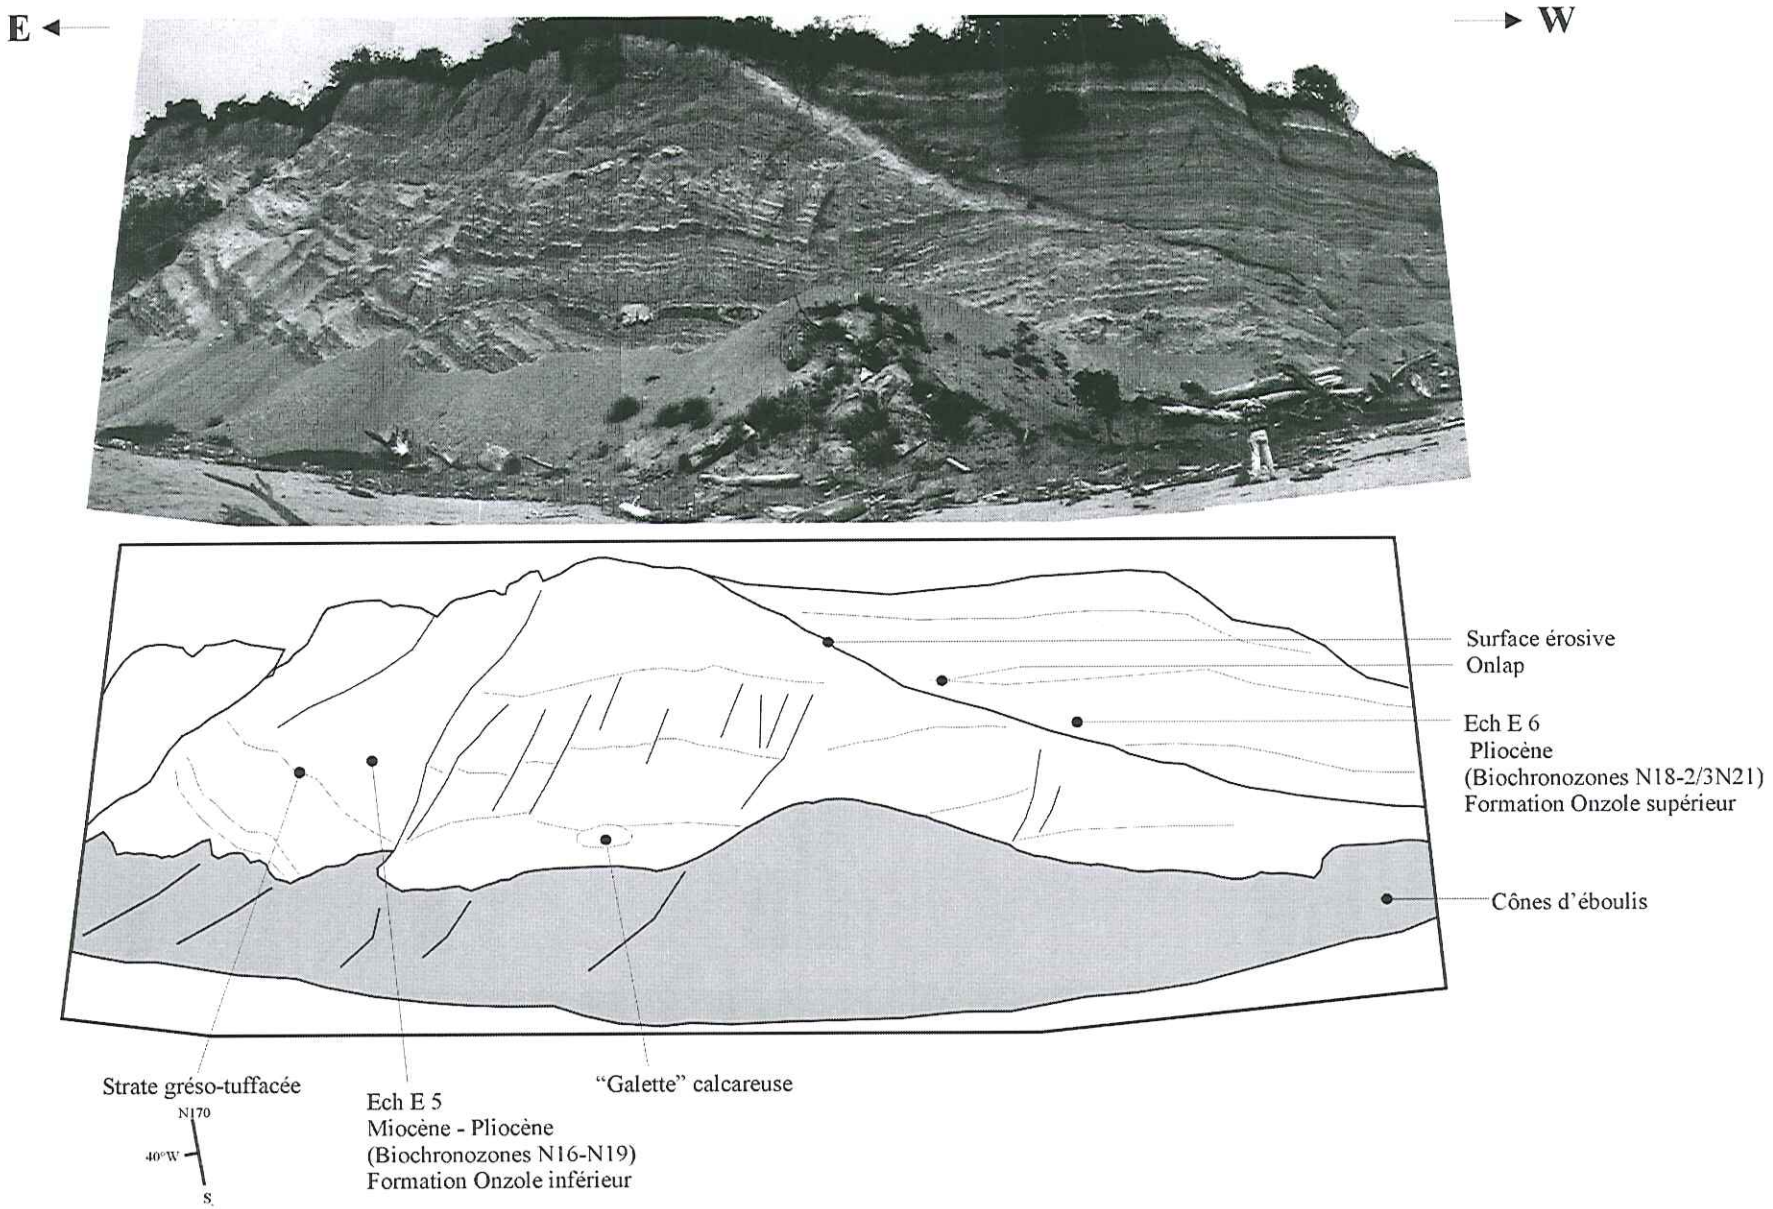 E
W
Surface érosive
Onlap
Ech E 6
Pliocène
(Biochronozones N18-2/3N21)
Formation Onzole supérieur
Cônes d'éboulis
Strate gréso-tuffacée
N170
40°W
S
Ech E 5
Miocène - Pliocène
(Biochronozones N16-N19)
Formation Onzole inférieur
“Galette” calcareuse